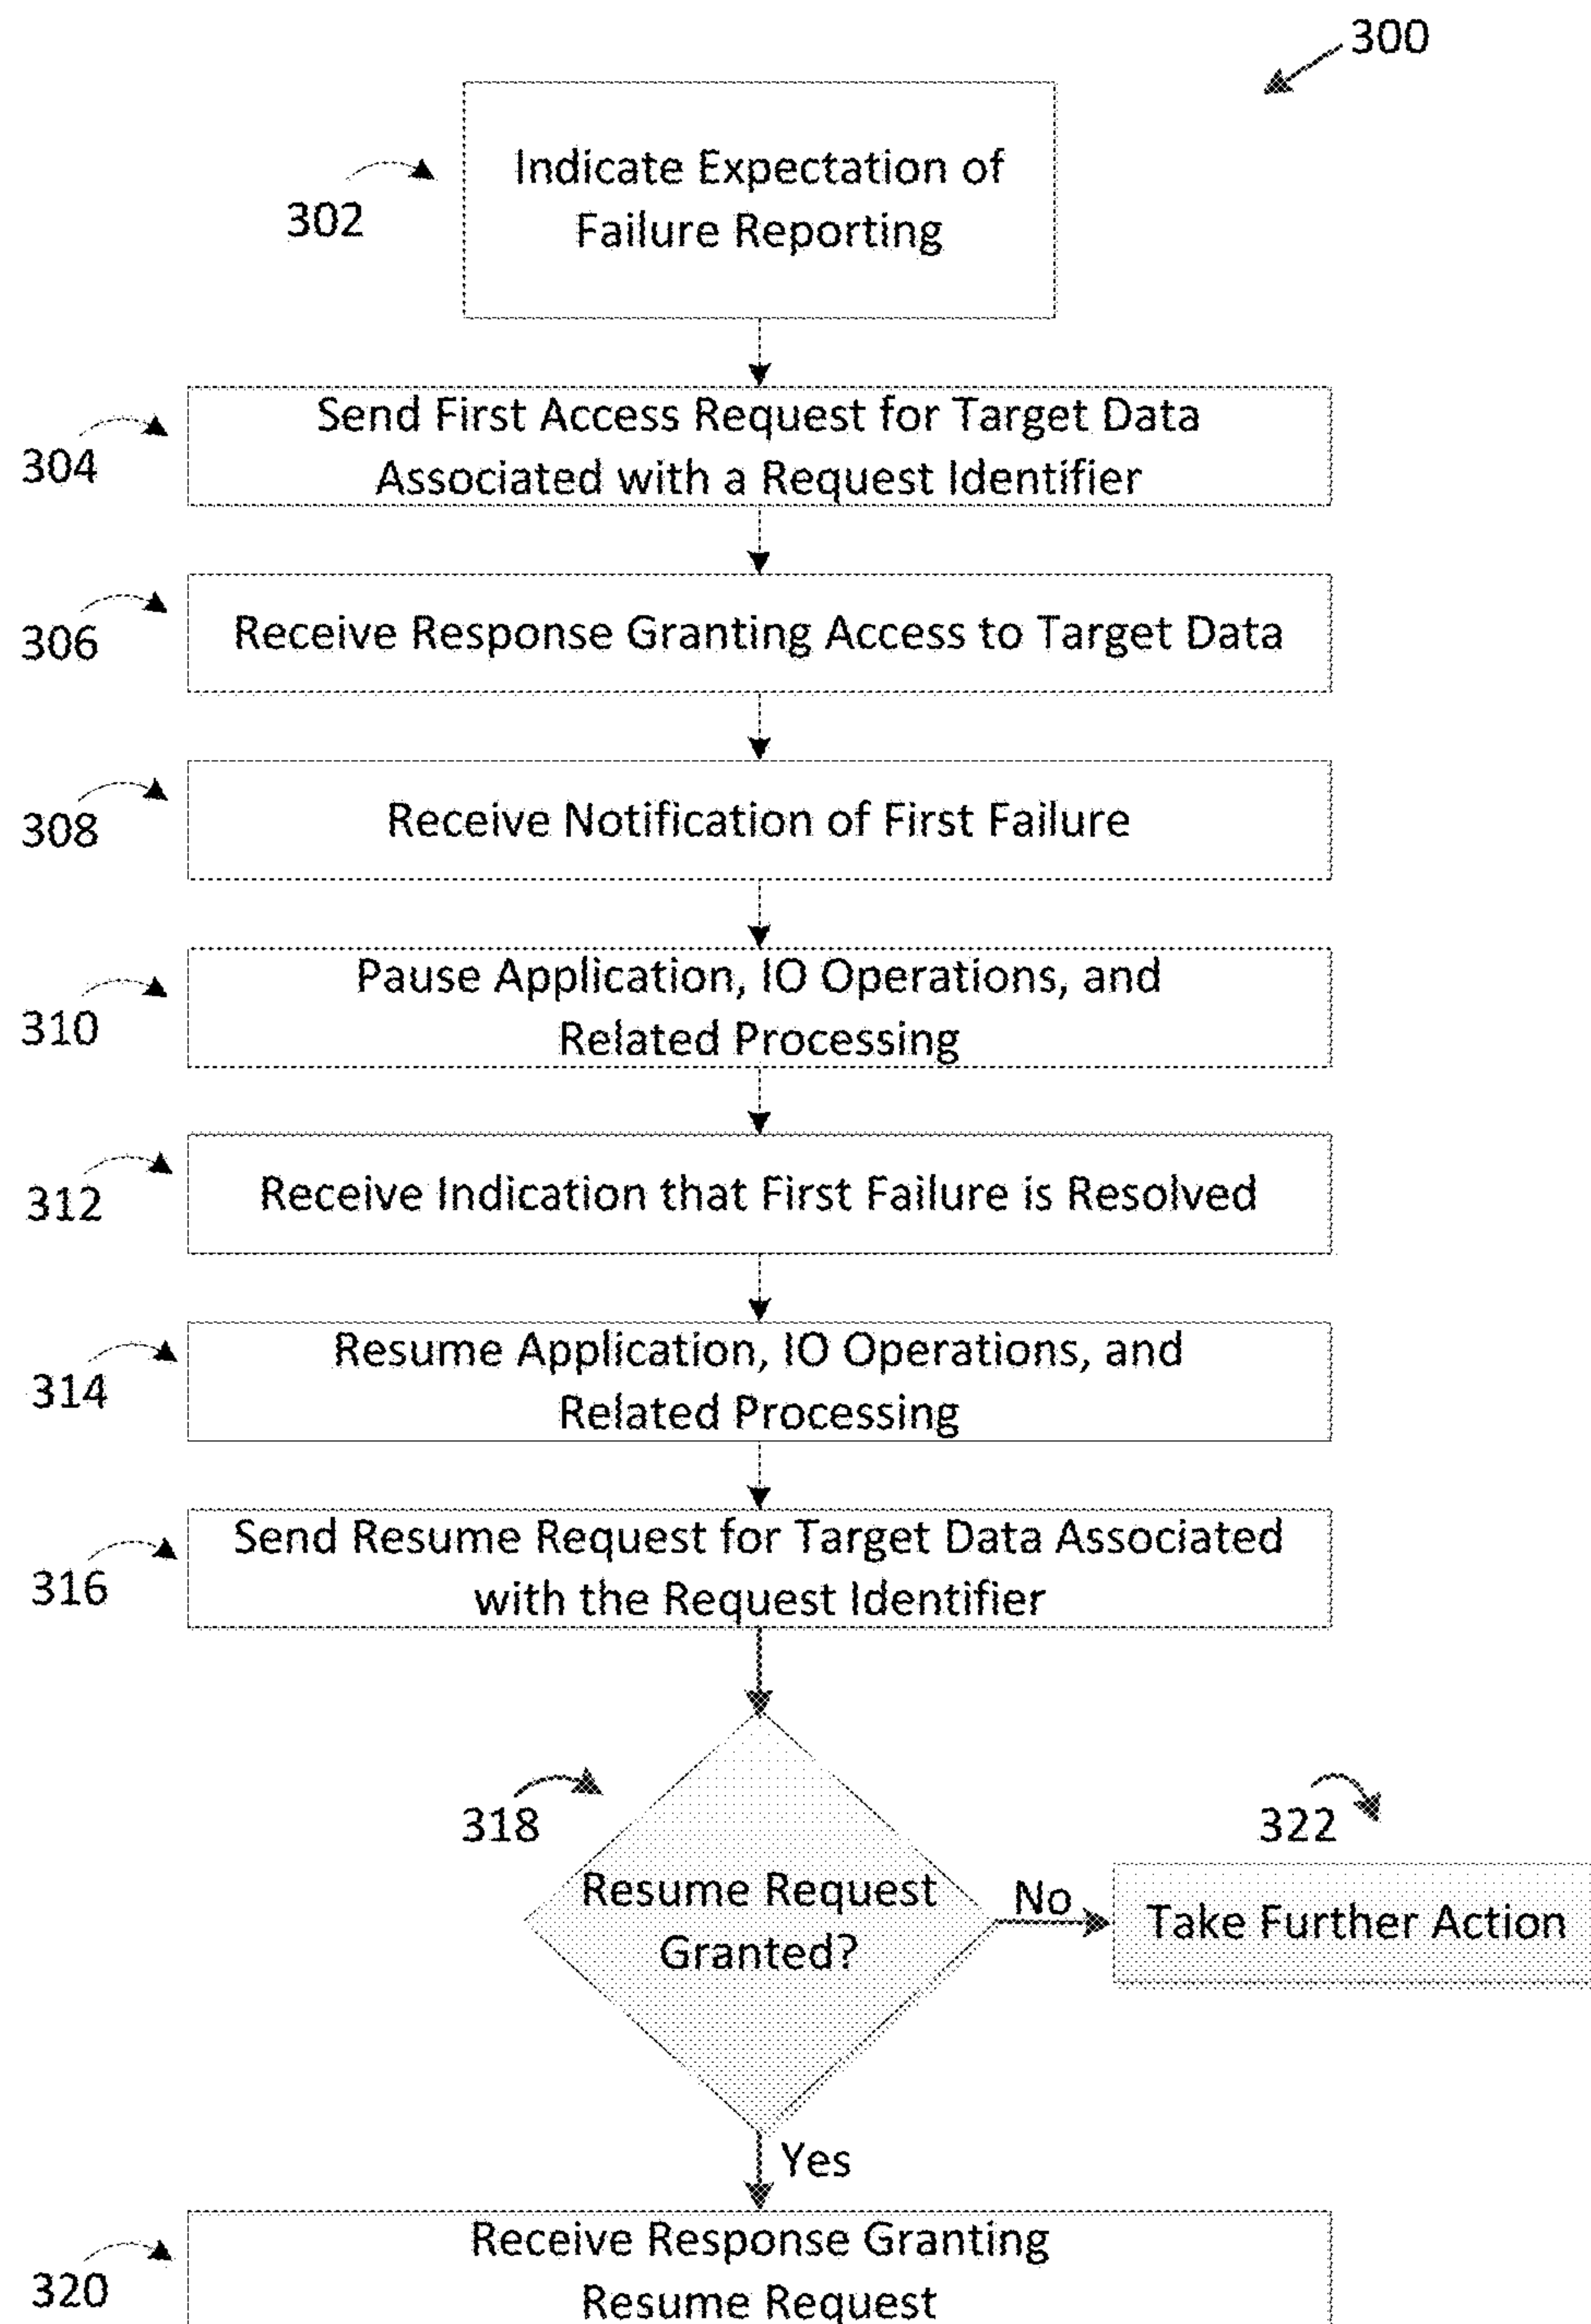 300
302
Indicate Expectation of
Failure Reporting
304
Send First Access Request for Target Data
Associated with a Request Identifier
306
Receive Response Granting Access to Target Data
308
Receive Notification of First Failure
310
Pause Application, IO Operations, and
Related Processing
312
Receive Indication that First Failure is Resolved
314
Resume Application, IO Operations, and
Related Processing
316
Send Resume Request for Target Data Associated
with the Request Identifier
318
Resume Request
Granted?
No
322
Take Further Action
Yes
320
Receive Response Granting
Resume Request